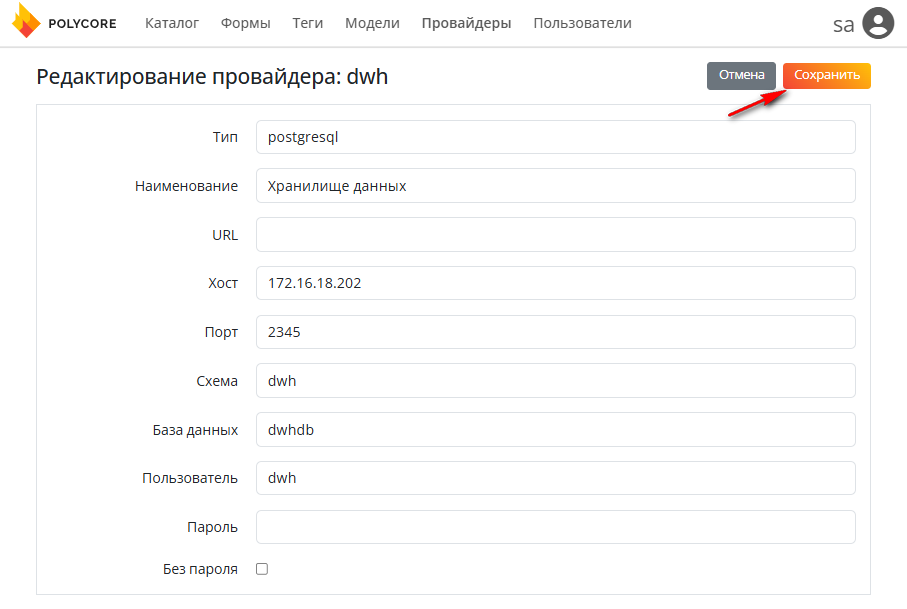 POLYCORE Каталог Формы Теги Модели Провайдеры Пользователи sa
Редактирование провайдера: dwh Отмена Сохранить
Тип postgresql
Наименование Хранилище данных
URL
Хост 172.16.18.202
Порт 2345
Схема dwh
База данных dwhdb
Пользователь dwh
Пароль
Без пароля